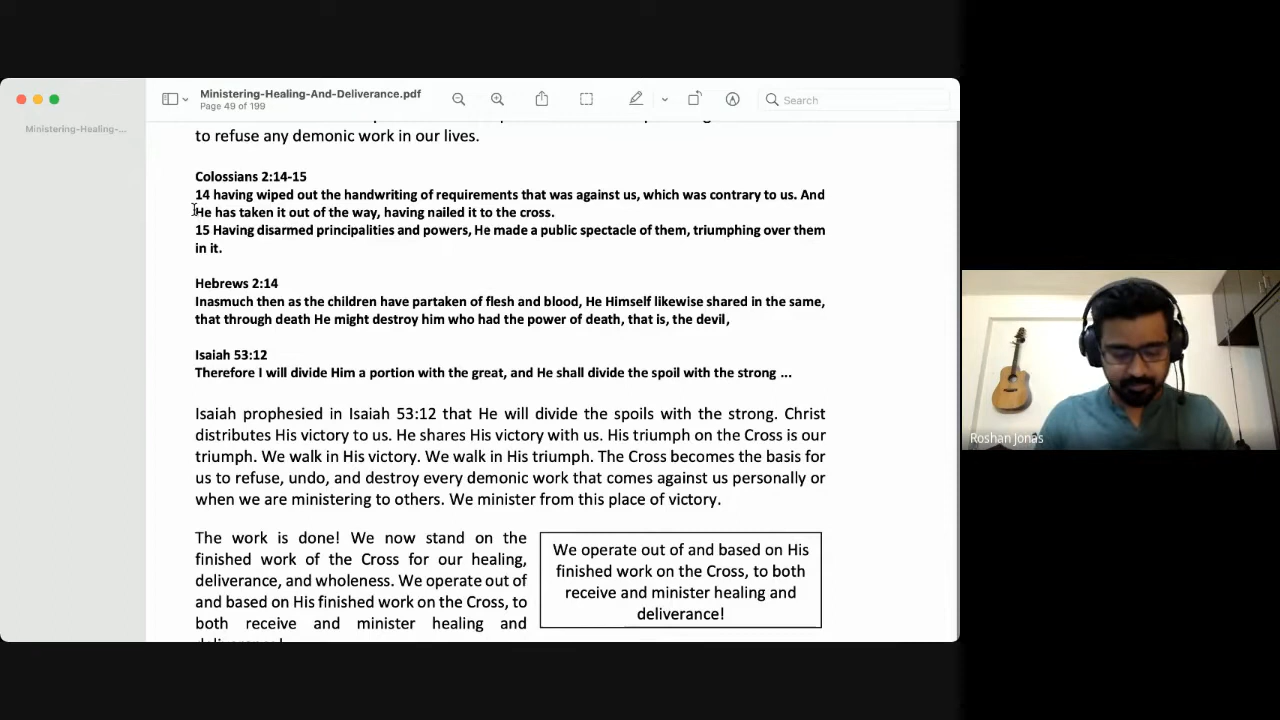 Ministering-Healing-And-Deliverance.pdf
Page 49 of 199
Search
Ministering-Healing-...
to refuse any demonic work in our lives.
Colossians 2:14-15
14 having wiped out the handwriting of requirements that was against us, which was contrary to us. And
He has taken it out of the way, having nailed it to the cross.
15 Having disarmed principalities and powers, He made a public spectacle of them, triumphing over them
in it.
Hebrews 2:14
Inasmuch then as the children have partaken of flesh and blood, He Himself likewise shared in the same,
that through death He might destroy him who had the power of death, that is, the devil,
Isaiah 53:12
Therefore I will divide Him a portion with the great, and He shall divide the spoil with the strong ...
Isaiah prophesied in Isaiah 53:12 that He will divide the spoils with the strong. Christ
distributes His victory to us. He shares His victory with us. His triumph on the Cross is our
triumph. We walk in His victory. We walk in His triumph. The Cross becomes the basis for
us to refuse, undo, and destroy every demonic work that comes against us personally or
when we are ministering to others. We minister from this place of victory.
The work is done! We now stand on the
finished work of the Cross for our healing,
deliverance, and wholeness. We operate out of
and based on His finished work on the Cross, to
both receive and minister healing and
We operate out of and based on His
finished work on the Cross, to both
receive and minister healing and
deliverance!
Roshan Jonas